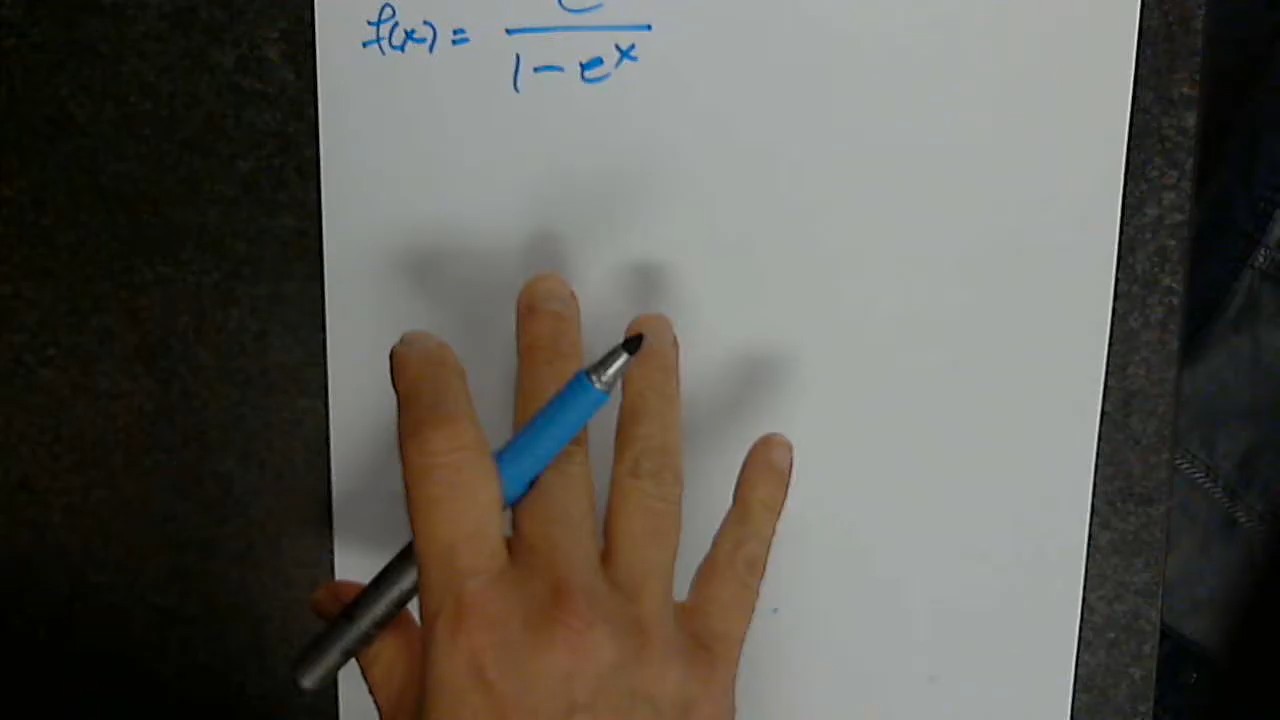 f(x) =
1 - e^x